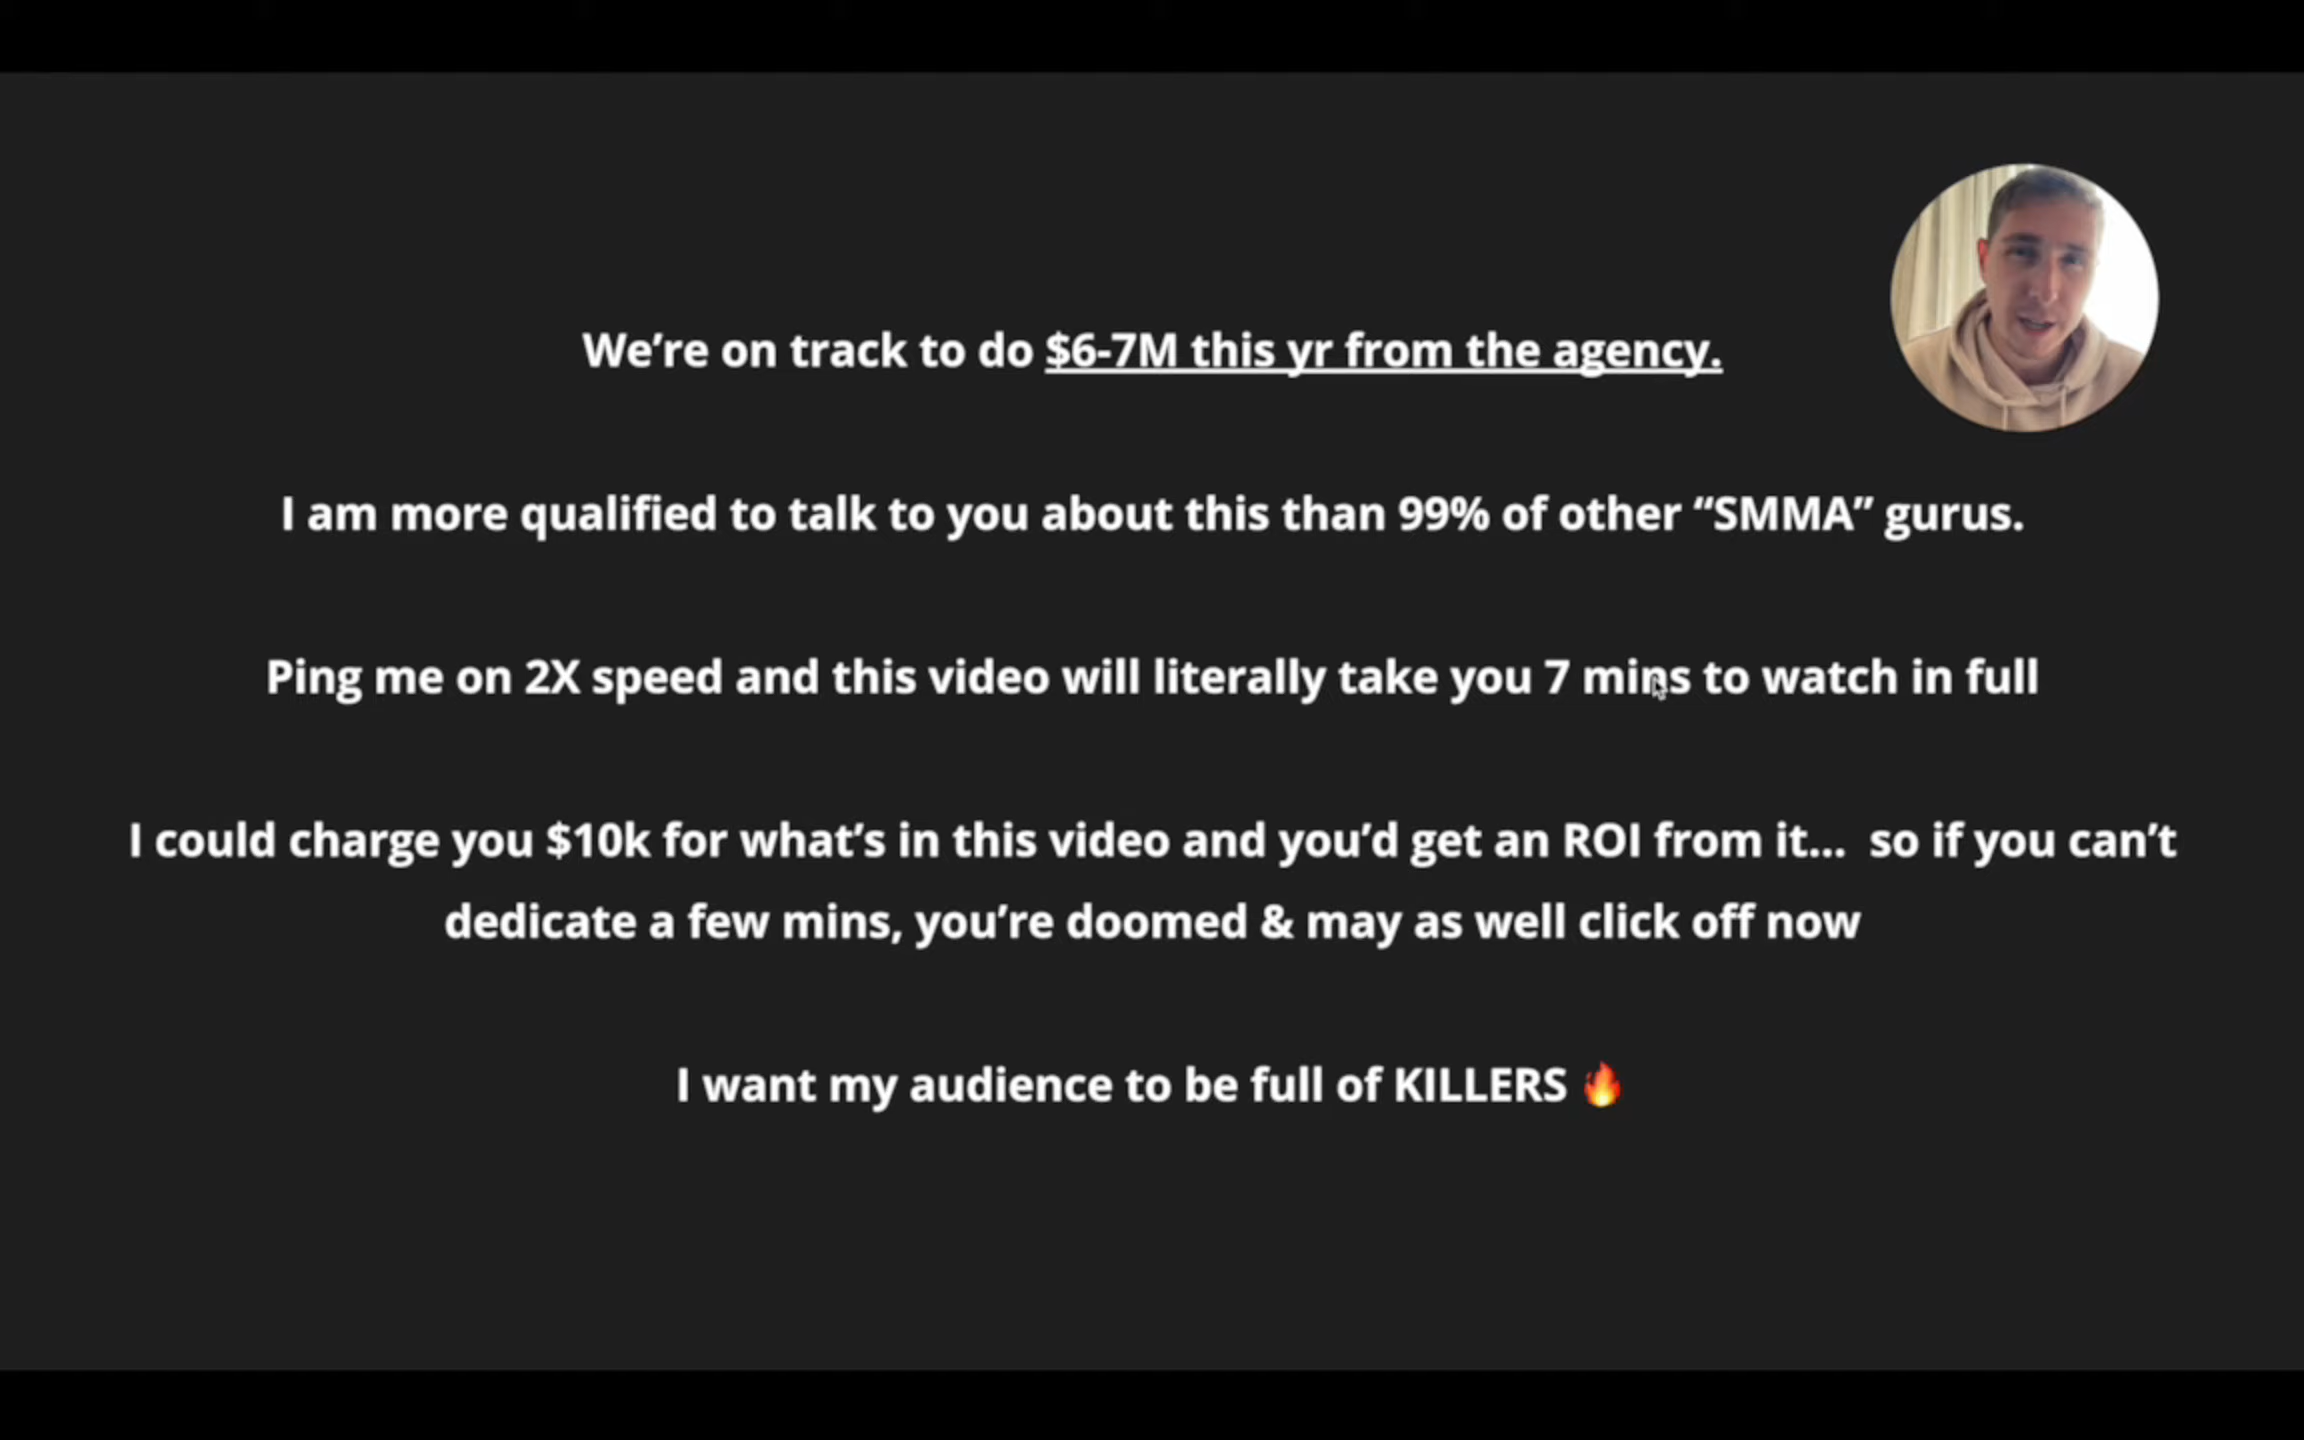 We’re on track to do $6-7M this yr from the agency.
I am more qualified to talk to you about this than 99% of other “SMMA” gurus.
Ping me on 2X speed and this video will literally take you 7 mins to watch in full
I could charge you $10k for what’s in this video and you’d get an ROI from it...  so if you can’t
dedicate a few mins, you’re doomed & may as well click off now
I want my audience to be full of KILLERS 🔥